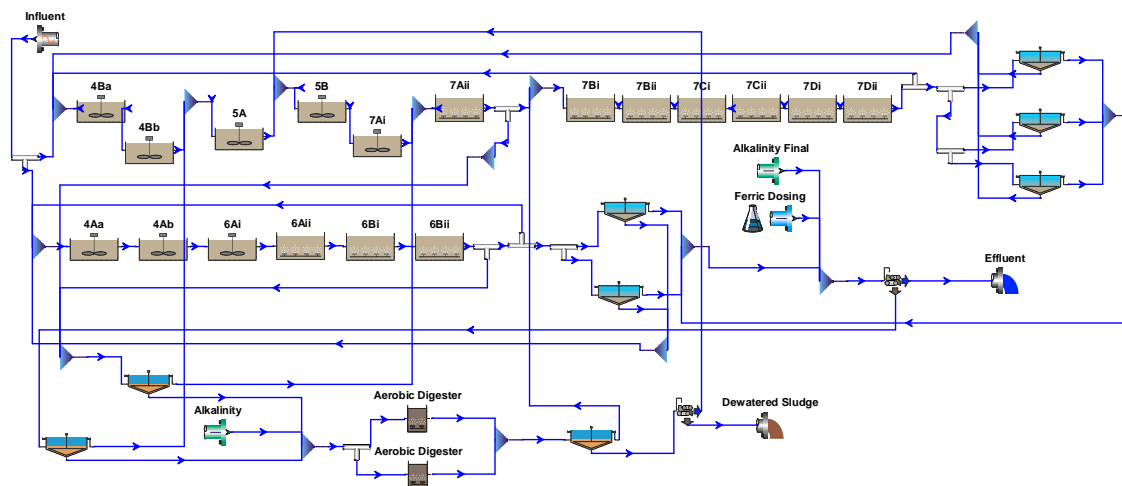 Influent
4Ba
4Bb
5A
5B
7Ai
7Aii
7Bi
7Bii
7Ci
7Cii
7Di
7Dii
Alkalinity Final
Ferric Dosing
4Aa
4Ab
6Ai
6Aii
6Bi
6Bii
Effluent
Alkalinity
Aerobic Digester
Aerobic Digester
Dewatered Sludge